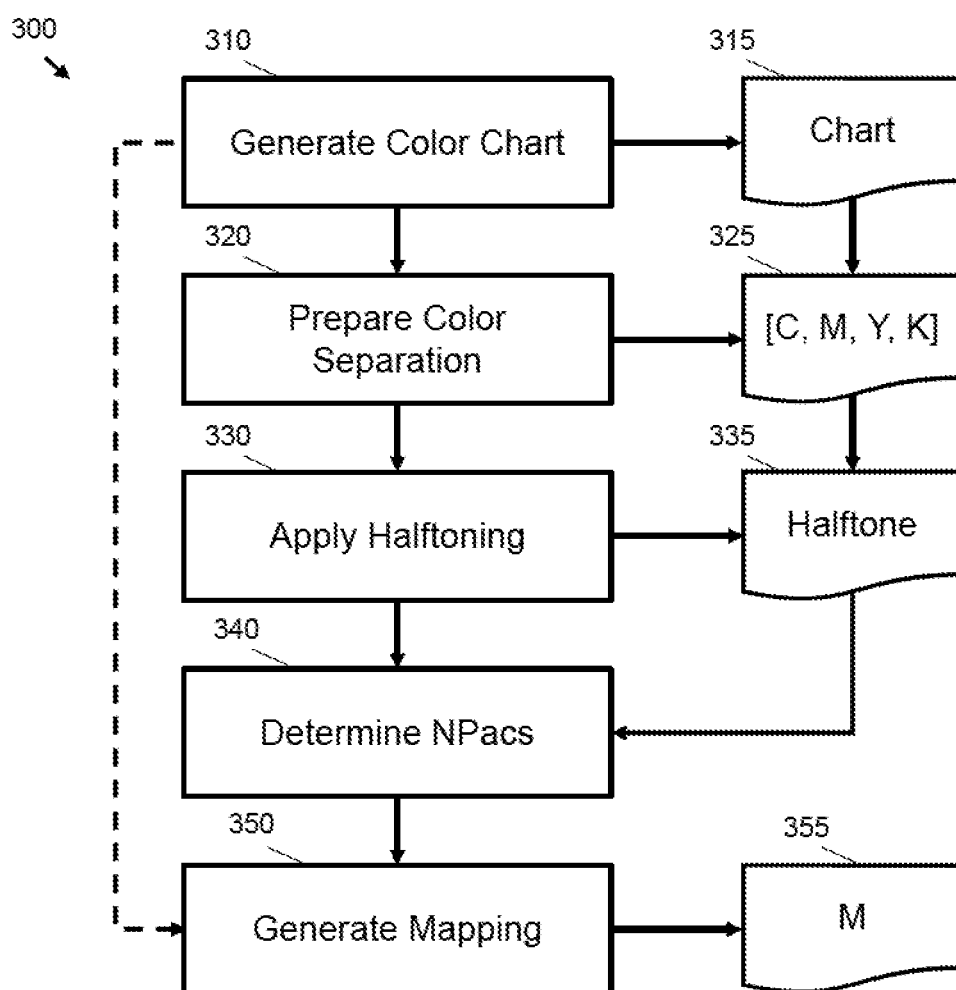 300
310
315
Generate Color Chart
Chart
320
325
Prepare Color
Separation
[C, M, Y, K]
330
335
Apply Halftoning
Halftone
340
Determine NPacs
350
355
Generate Mapping
M